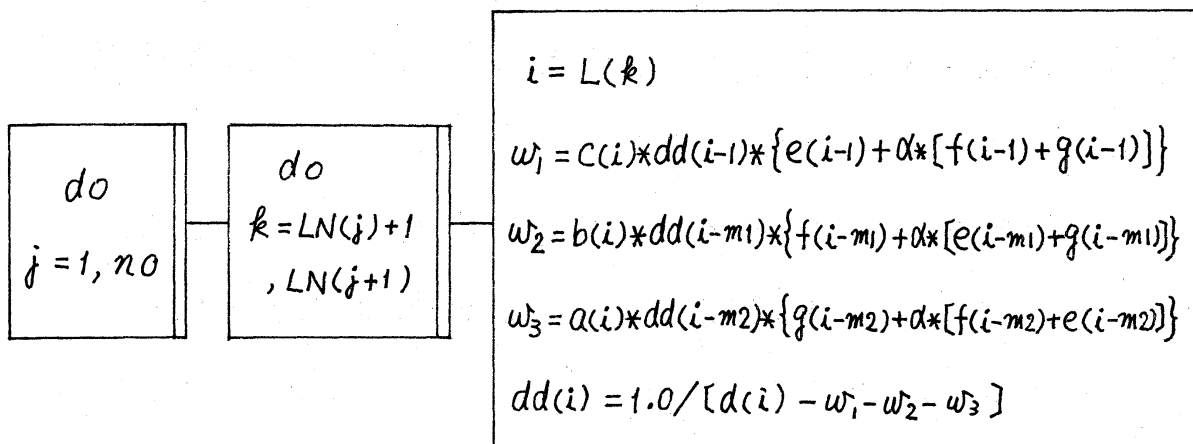 do
j = 1, no
do
k = LN(j)+1
, LN(j+1)
i = L(k)
w₁ = c(i)*dd(i-1)*{e(i-1)+α*[f(i-1)+g(i-1)]}
w₂ = b(i)*dd(i-m1)*{f(i-m1)+α*[e(i-m1)+g(i-m1)]}
w₃ = a(i)*dd(i-m2)*{g(i-m2)+α*[f(i-m2)+e(i-m2)]}
dd(i) = 1.0/[d(i) - w₁ - w₂ - w₃]